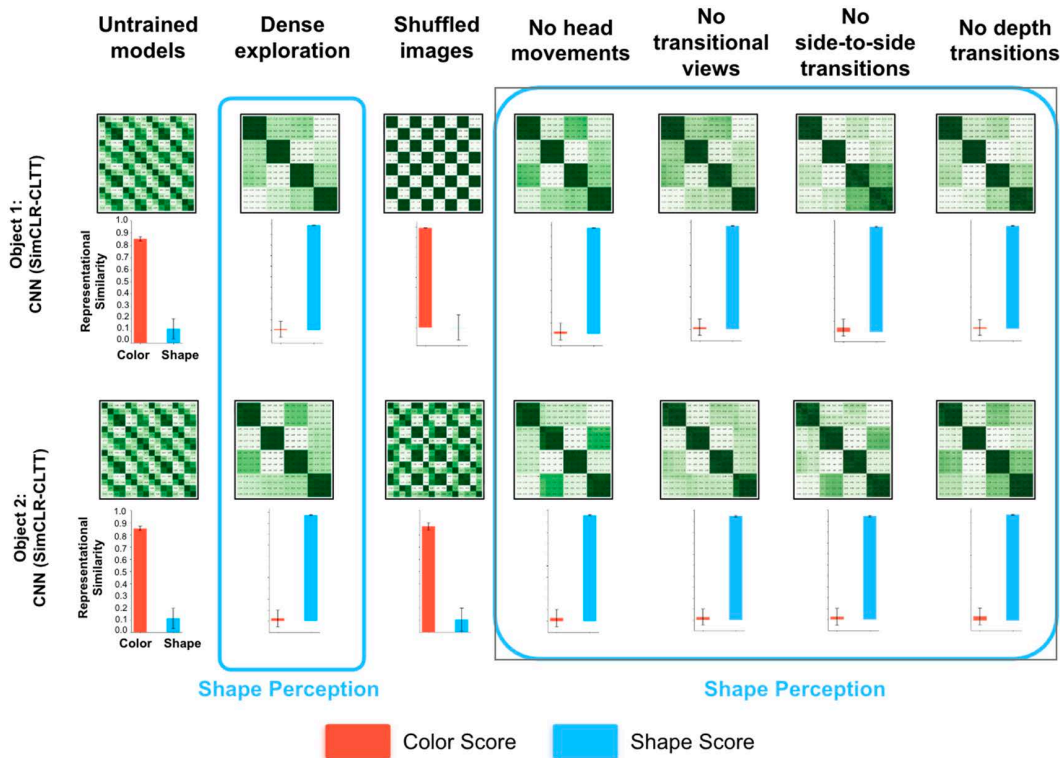 Untrained models
Dense exploration
Shuffled images
No head movements
No transitional views
No side-to-side transitions
No depth transitions
Object 1:
CNN (SimCLR-CLTT)
Representational Similarity
1.0
0.9
0.8
0.7
0.6
0.5
0.4
0.3
0.2
0.1
0.0
Color Shape
Object 2:
CNN (SimCLR-CLTT)
Representational Similarity
1.0
0.9
0.8
0.7
0.6
0.5
0.4
0.3
0.2
0.1
0.0
Color Shape
Shape Perception
Shape Perception
Color Score
Shape Score